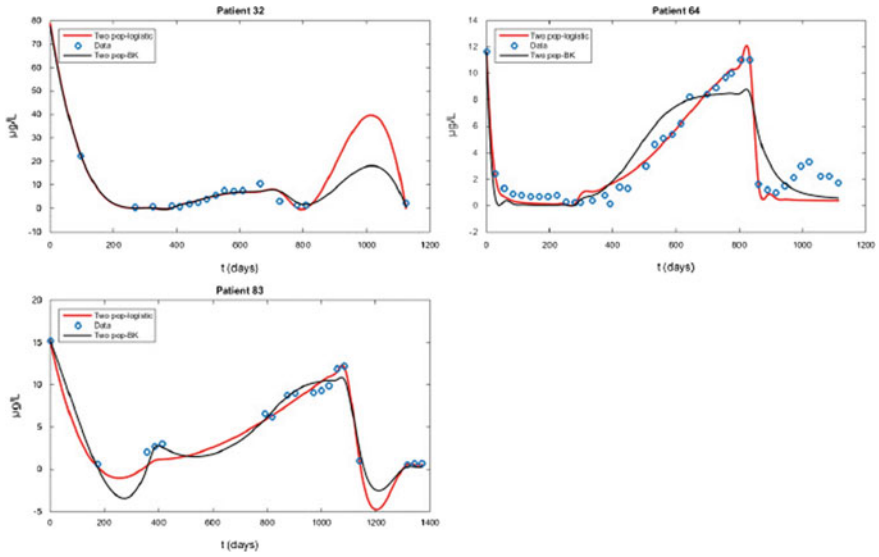 Patient 32
80
70
60
50
40
30
20
10
0
-10
µg/L
Two pop-logistic
Data
Two pop-BK
0 200 400 600 800 1000 1200
t (days)
Patient 64
14
12
10
8
6
4
2
0
-2
µg/L
Two pop-logistic
Data
Two pop-BK
0 200 400 600 800 1000 1200
t (days)
Patient 83
20
15
10
5
0
-5
µg/L
Two pop-logistic
Data
Two pop-BK
0 200 400 600 800 1000 1200 1400
t (days)